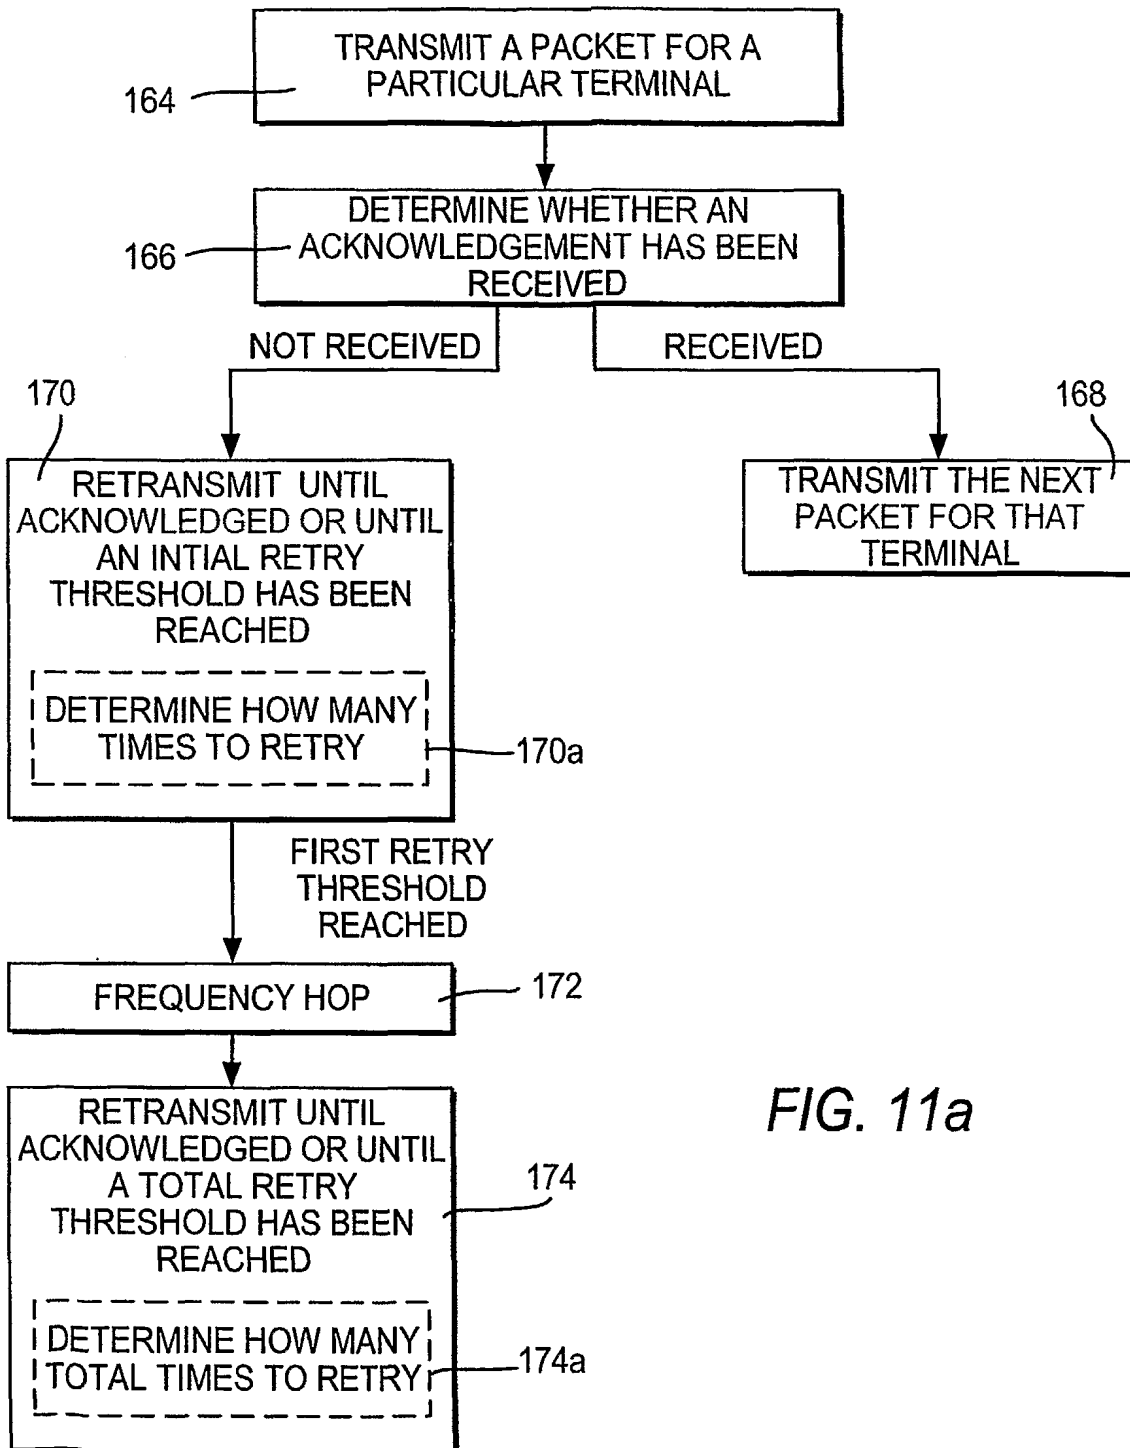 TRANSMIT A PACKET FOR A
PARTICULAR TERMINAL
164
DETERMINE WHETHER AN
ACKNOWLEDGEMENT HAS BEEN
RECEIVED
166
NOT RECEIVED
RECEIVED
170
168
RETRANSMIT UNTIL
ACKNOWLEDGED OR UNTIL
AN INTIAL RETRY
THRESHOLD HAS BEEN
REACHED
TRANSMIT THE NEXT
PACKET FOR THAT
TERMINAL
DETERMINE HOW MANY
TIMES TO RETRY
170a
FIRST RETRY
THRESHOLD
REACHED
FREQUENCY HOP
172
RETRANSMIT UNTIL
ACKNOWLEDGED OR UNTIL
A TOTAL RETRY
THRESHOLD HAS BEEN
REACHED
174
DETERMINE HOW MANY
TOTAL TIMES TO RETRY
174a
FIG. 11a